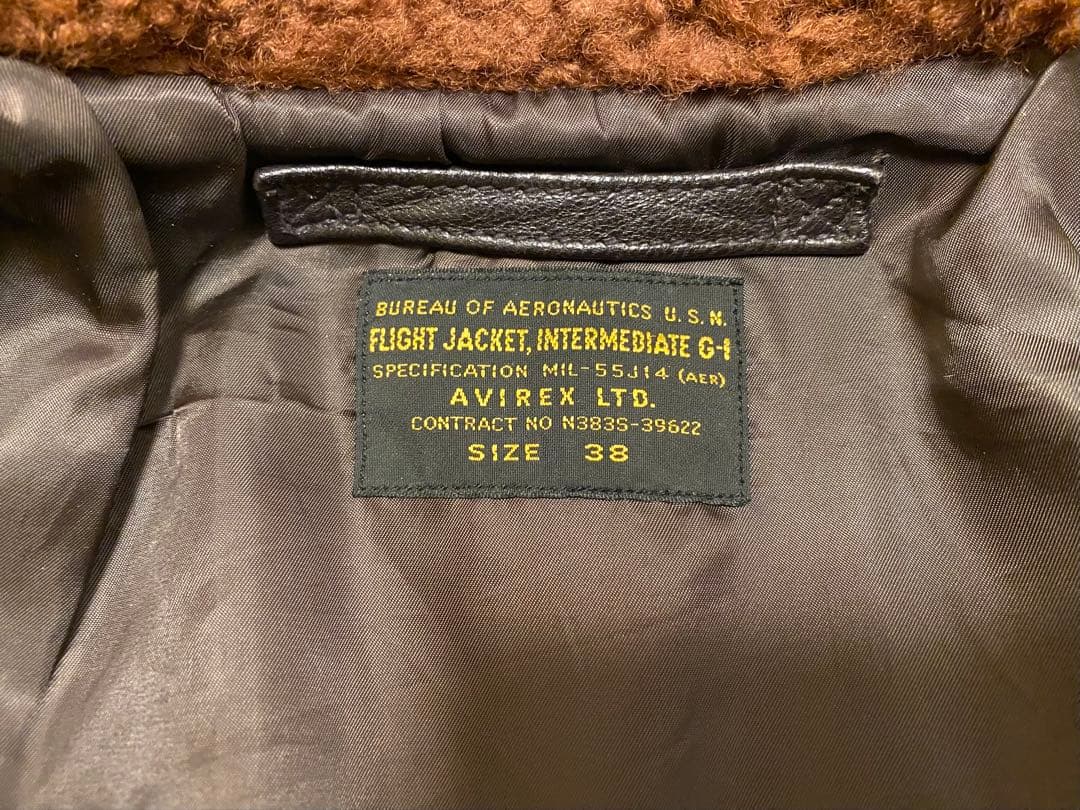 BUREAU OF AERONAUTICS U.S.N.
FLIGHT JACKET, INTERMEDIATE G-1
SPECIFICATION MIL-55J14 (AER)
AVIREX LTD.
CONTRACT NO N383S-39622
SIZE 38